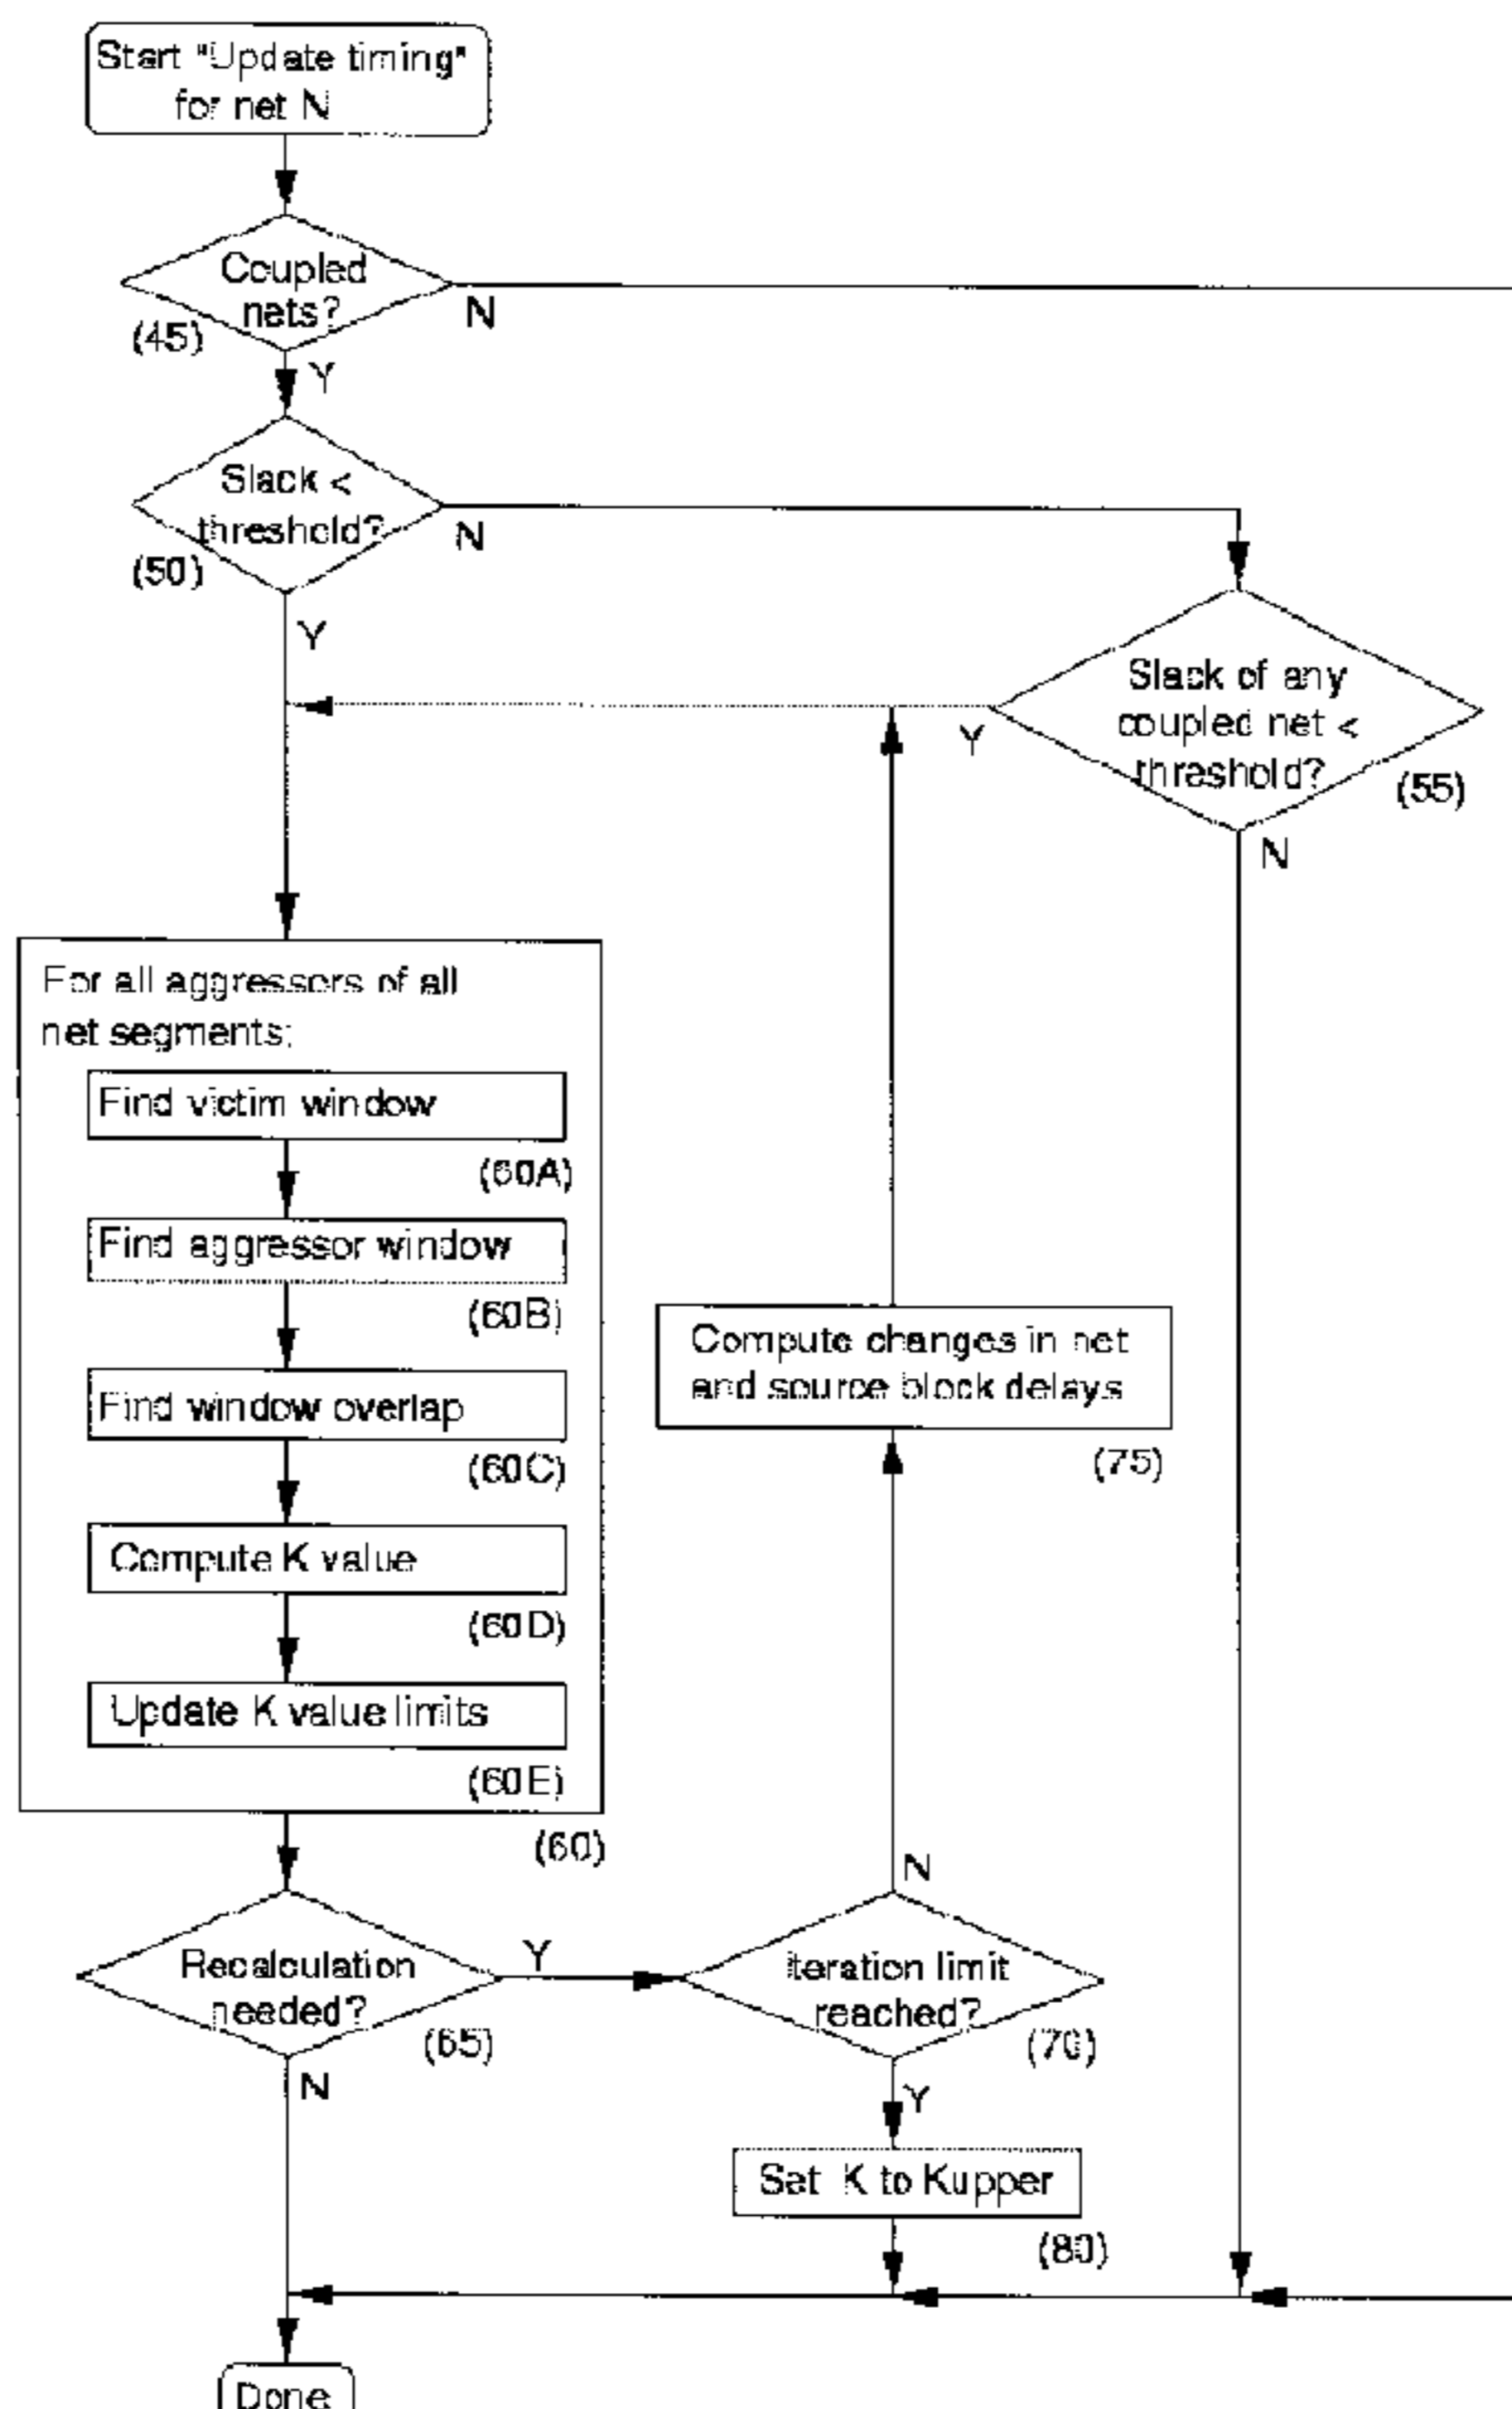 Start "Update timing"
for net N
Coupled
nets?
N
(45)
Y
Slack <
threshold?
N
(50)
Y
Slack of any
coupled net <
threshold?
Y
(55)
N
For all aggressors of all
net segments:
Find victim window
(60A)
Find aggressor window
(60B)
Find window overlap
(60C)
Compute K value
(60D)
Update K value limits
(60E)
(60)
Compute changes in net
and source block delays
(75)
N
Recalculation
needed?
Y
(65)
N
iteration limit
reached?
(70)
Y
Set K to Kupper
(80)
Done